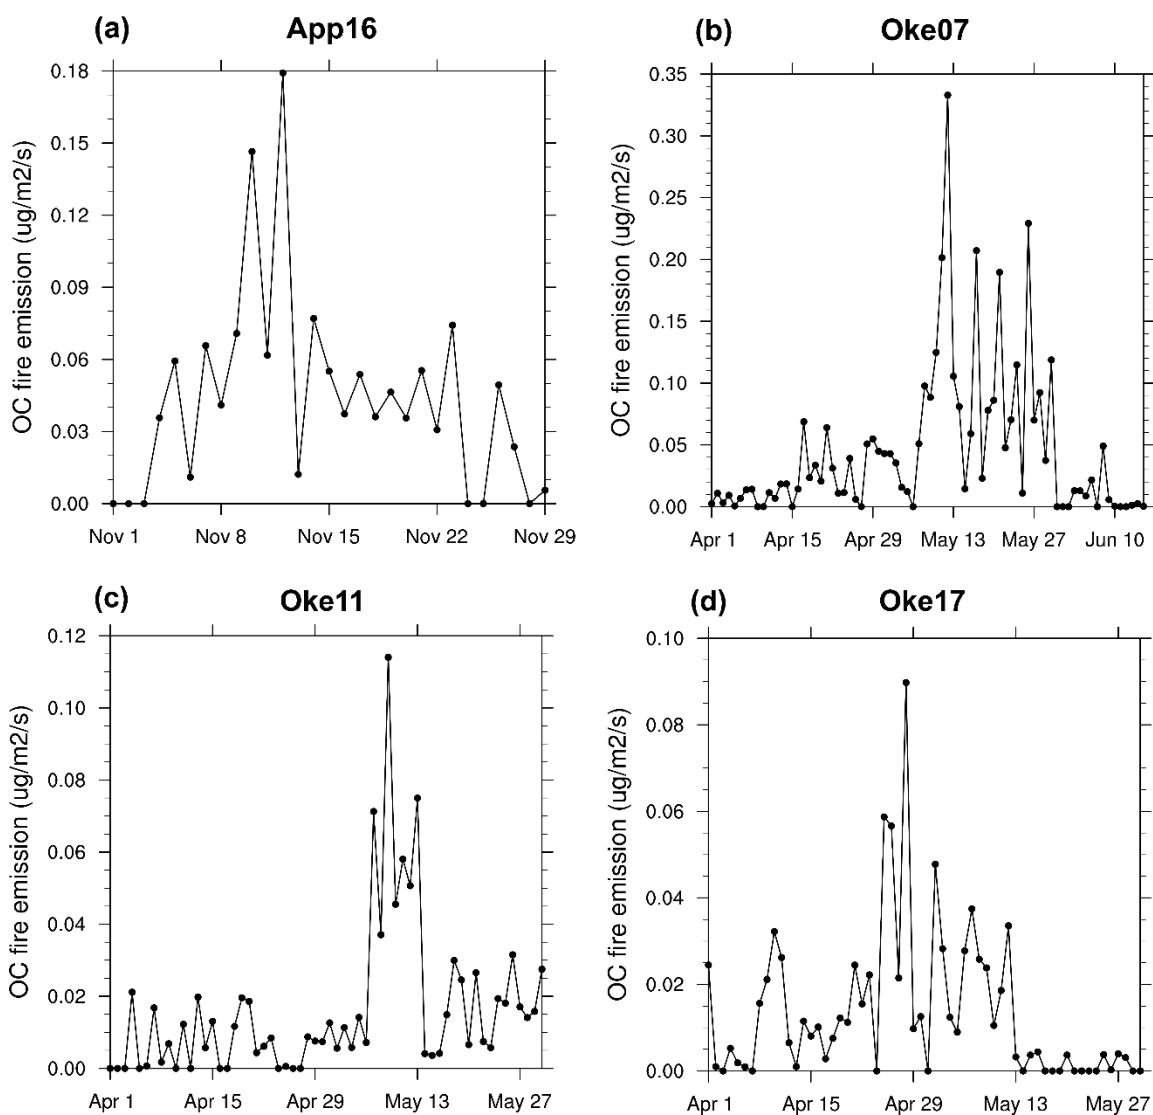 (a) App16
OC fire emission (ug/m2/s)
0.18
0.15
0.12
0.09
0.06
0.03
0.00
Nov 1 Nov 8 Nov 15 Nov 22 Nov 29
(b) Oke07
OC fire emission (ug/m2/s)
0.35
0.30
0.25
0.20
0.15
0.10
0.05
0.00
Apr 1 Apr 15 Apr 29 May 13 May 27 Jun 10
(c) Oke11
OC fire emission (ug/m2/s)
0.12
0.10
0.08
0.06
0.04
0.02
0.00
Apr 1 Apr 15 Apr 29 May 13 May 27
(d) Oke17
OC fire emission (ug/m2/s)
0.10
0.08
0.06
0.04
0.02
0.00
Apr 1 Apr 15 Apr 29 May 13 May 27